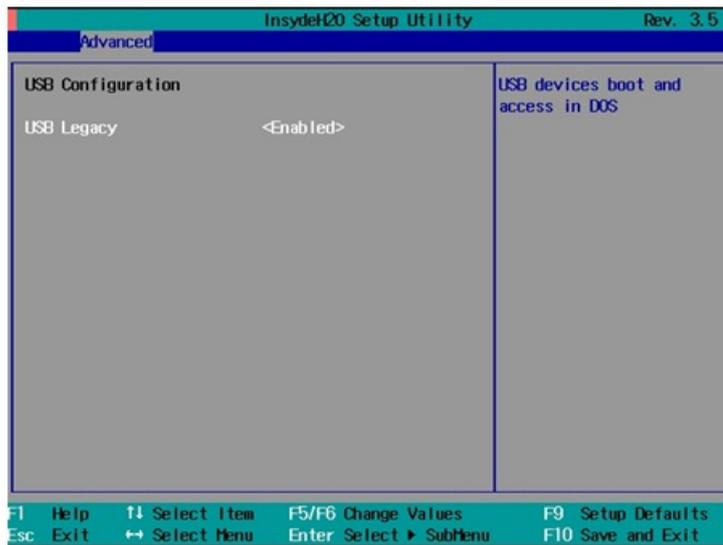 InsydeH20 Setup Utility Rev. 3.5
Advanced
USB Configuration
USB Legacy <Enabled>
USB devices boot and
access in DOS
F1 Help ↑↓ Select Item F5/F6 Change Values F9 Setup Defaults
Esc Exit ↔ Select Menu Enter Select ▶ SubMenu F10 Save and Exit